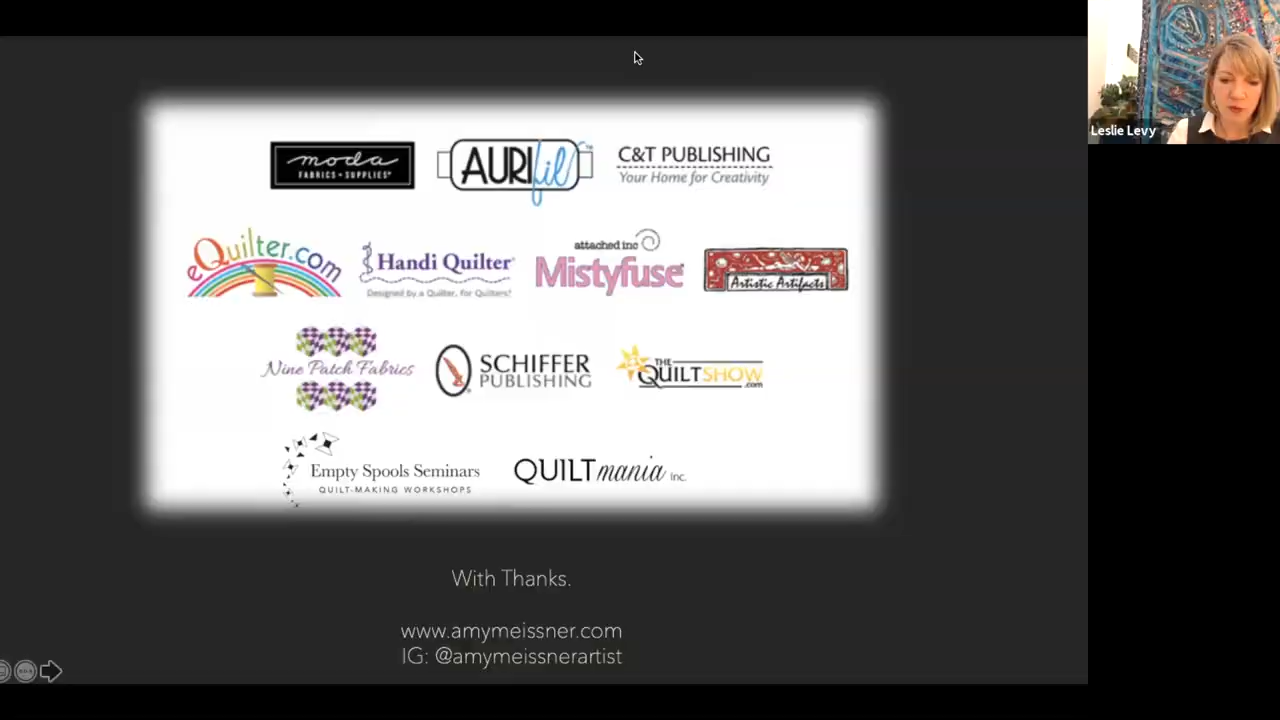 moda
FABRICS + SUPPLIES®
AURIfil™
C&T PUBLISHING
Your Home for Creativity
eQuilter.com
Handi Quilter®
Designed by a Quilter, for Quilters!®
attached inc
Mistyfuse®
Artistic Artifacts
Nine Patch Fabrics
SCHIFFER
PUBLISHING
THE
QUILTSHOW
.com
Empty Spools Seminars
QUILT-MAKING WORKSHOPS
QUILTmania Inc.
With Thanks.
www.amymeissner.com
IG: @amymeissnerartist
Leslie Levy